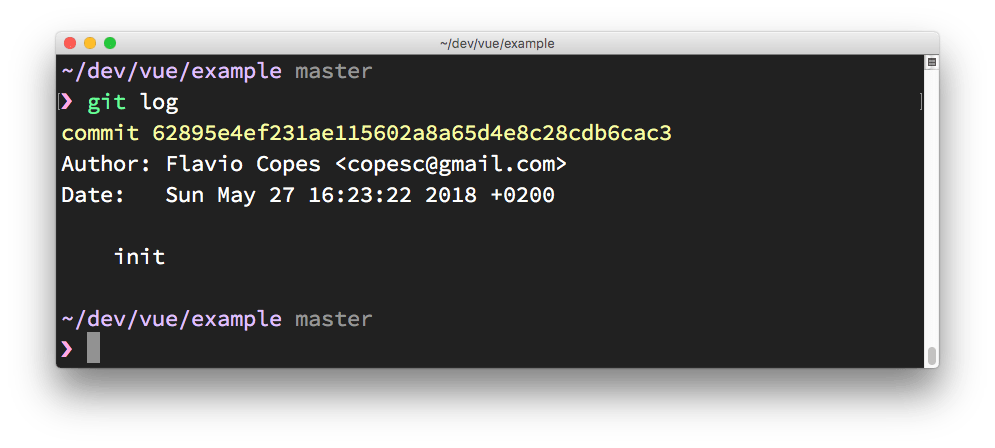 ~/dev/vue/example
~/dev/vue/example master
❯ git log
commit 62895e4ef231ae115602a8a65d4e8c28cdb6cac3
Author: Flavio Copes <copesc@gmail.com>
Date:   Sun May 27 16:23:22 2018 +0200
init
~/dev/vue/example master
❯